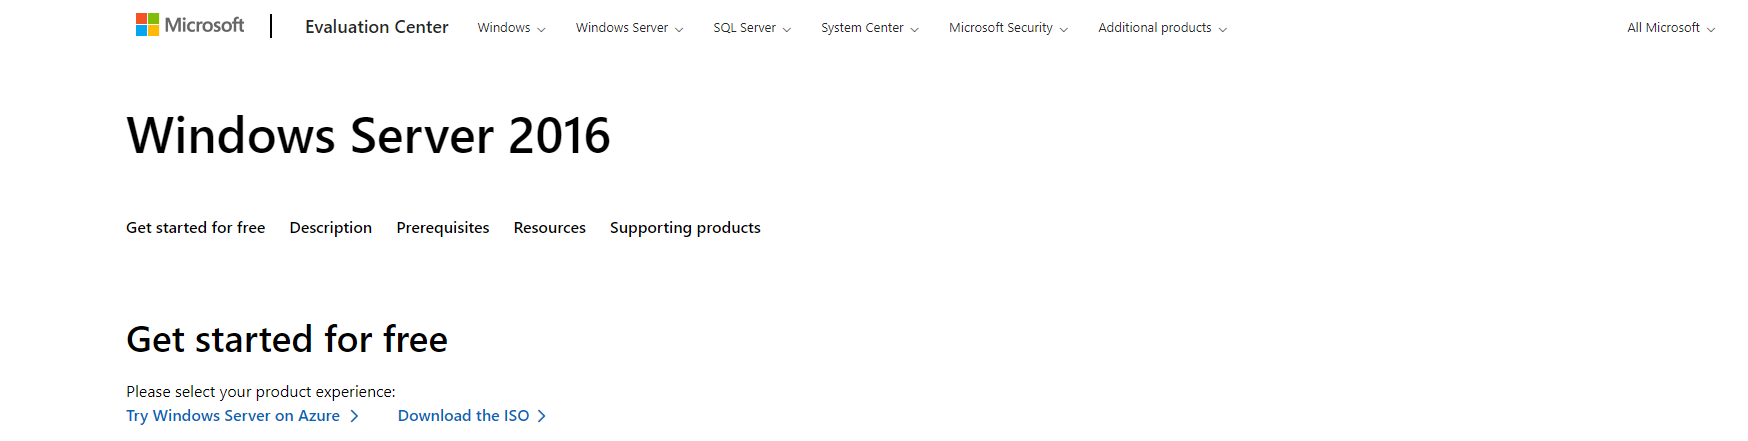 Microsoft Evaluation Center Windows Windows Server SQL Server System Center Microsoft Security Additional products All Microsoft
Windows Server 2016
Get started for free Description Prerequisites Resources Supporting products
Get started for free
Please select your product experience:
Try Windows Server on Azure Download the ISO